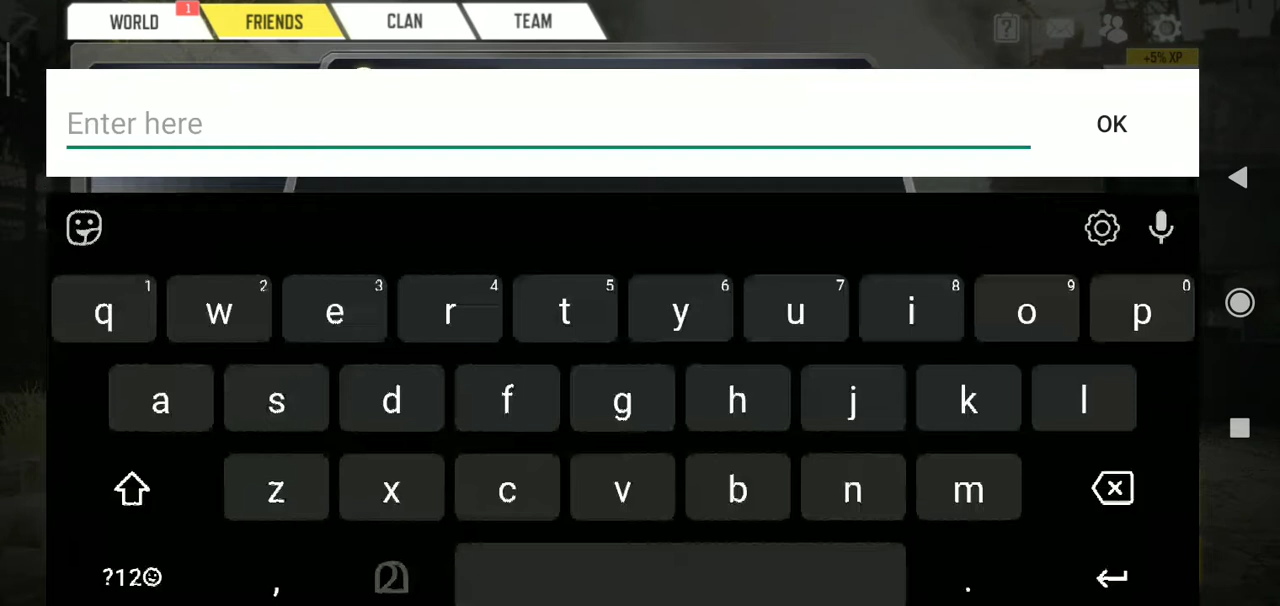 WORLD 1 FRIENDS CLAN TEAM
+5% XP
Enter here OK
q 1 w 2 e 3 r 4 t 5 y 6 u 7 i 8 o 9 p 0
a s d f g h j k l
z x c v b n m
?12☺ , മ .